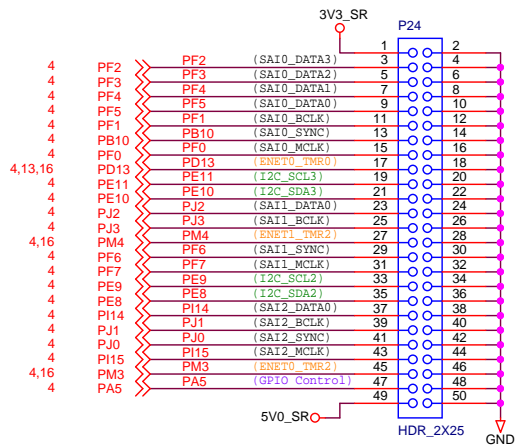 3V3_SR P24
1 2
4 PF2 PF2 (SAI0_DATA3) 3 4
4 PF3 PF3 (SAI0_DATA2) 5 6
4 PF4 PF4 (SAI0_DATA1) 7 8
4 PF5 PF5 (SAI0_DATA0) 9 10
4 PF1 PF1 (SAI0_BCLK) 11 12
4 PB10 PB10 (SAI0_SYNC) 13 14
4 PF0 PF0 (SAI0_MCLK) 15 16
4,13,16 PD13 PD13 (ENET0_TMR0) 17 18
4 PE11 PE11 (I2C_SCL3) 19 20
4 PE10 PE10 (I2C_SDA3) 21 22
4 PJ2 PJ2 (SAI1_DATA0) 23 24
4 PJ3 PJ3 (SAI1_BCLK) 25 26
4,16 PM4 PM4 (ENET1_TMR2) 27 28
4 PF6 PF6 (SAI1_SYNC) 29 30
4 PF7 PF7 (SAI1_MCLK) 31 32
4 PE9 PE9 (I2C_SCL2) 33 34
4 PE8 PE8 (I2C_SDA2) 35 36
4 PI14 PI14 (SAI2_DATA0) 37 38
4 PJ1 PJ1 (SAI2_BCLK) 39 40
4 PJ0 PJ0 (SAI2_SYNC) 41 42
4 PI15 PI15 (SAI2_MCLK) 43 44
4,16 PM3 PM3 (ENET0_TMR2) 45 46
4 PA5 PA5 (GPIO Control) 47 48
49 50
5V0_SR HDR_2X25 GND